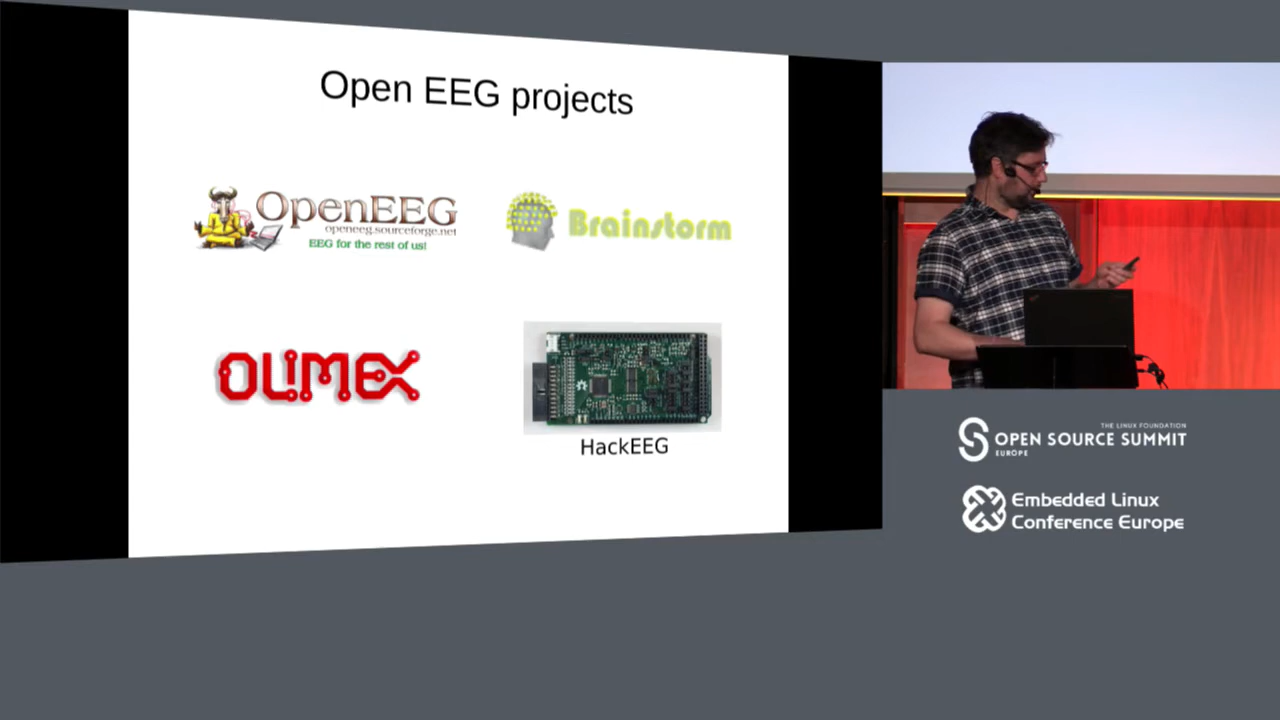 Open EEG projects
OpenEEG
openeeg.sourceforge.net
EEG for the rest of us!
Brainstorm
OLIMEX
HackEEG
THE LINUX FOUNDATION
OPEN SOURCE SUMMIT
EUROPE
Embedded Linux
Conference Europe